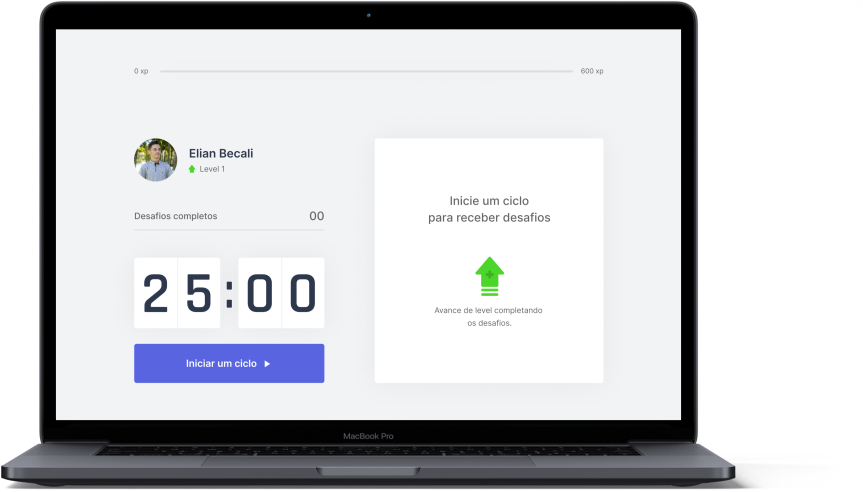 0 xp
600 xp
Elian Becali
Level 1
Desafios completos 00
25:00
Iniciar um ciclo
Inicie um ciclo
para receber desafios
Avance de level completando
os desafios.
MacBook Pro